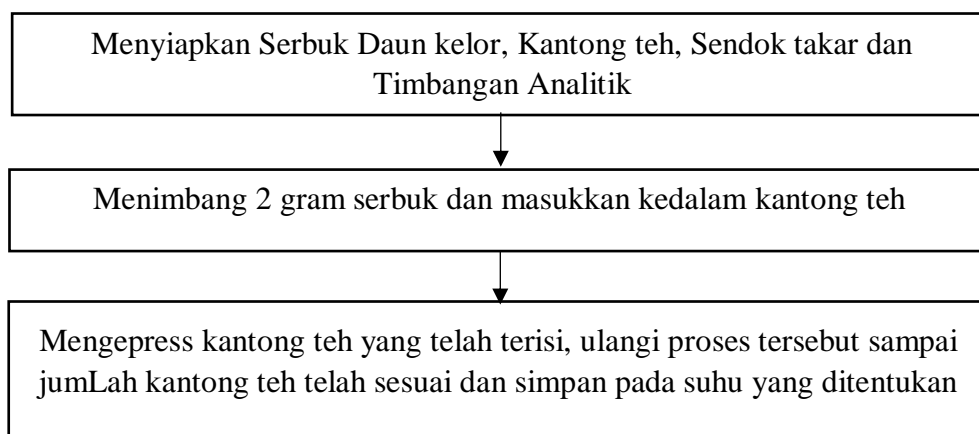 Menyiapkan Serbuk Daun kelor, Kantong teh, Sendok takar dan
Timbangan Analitik
Menimbang 2 gram serbuk dan masukkan kedalam kantong teh
Mengepress kantong teh yang telah terisi, ulangi proses tersebut sampai
jumLah kantong teh telah sesuai dan simpan pada suhu yang ditentukan